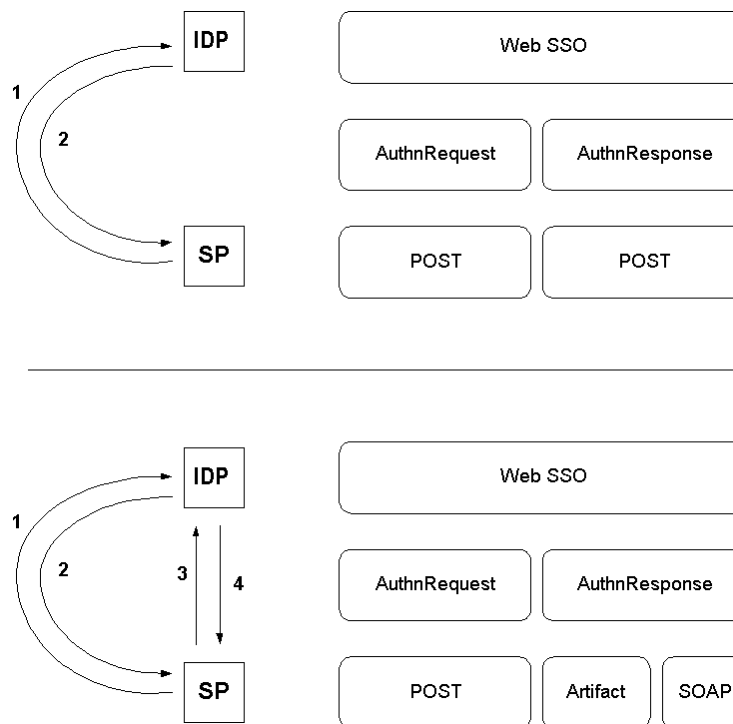 IDP
Web SSO
1
2
AuthnRequest AuthnResponse
SP
POST POST
IDP
Web SSO
1
2
3
4
AuthnRequest AuthnResponse
SP
POST Artifact SOAP